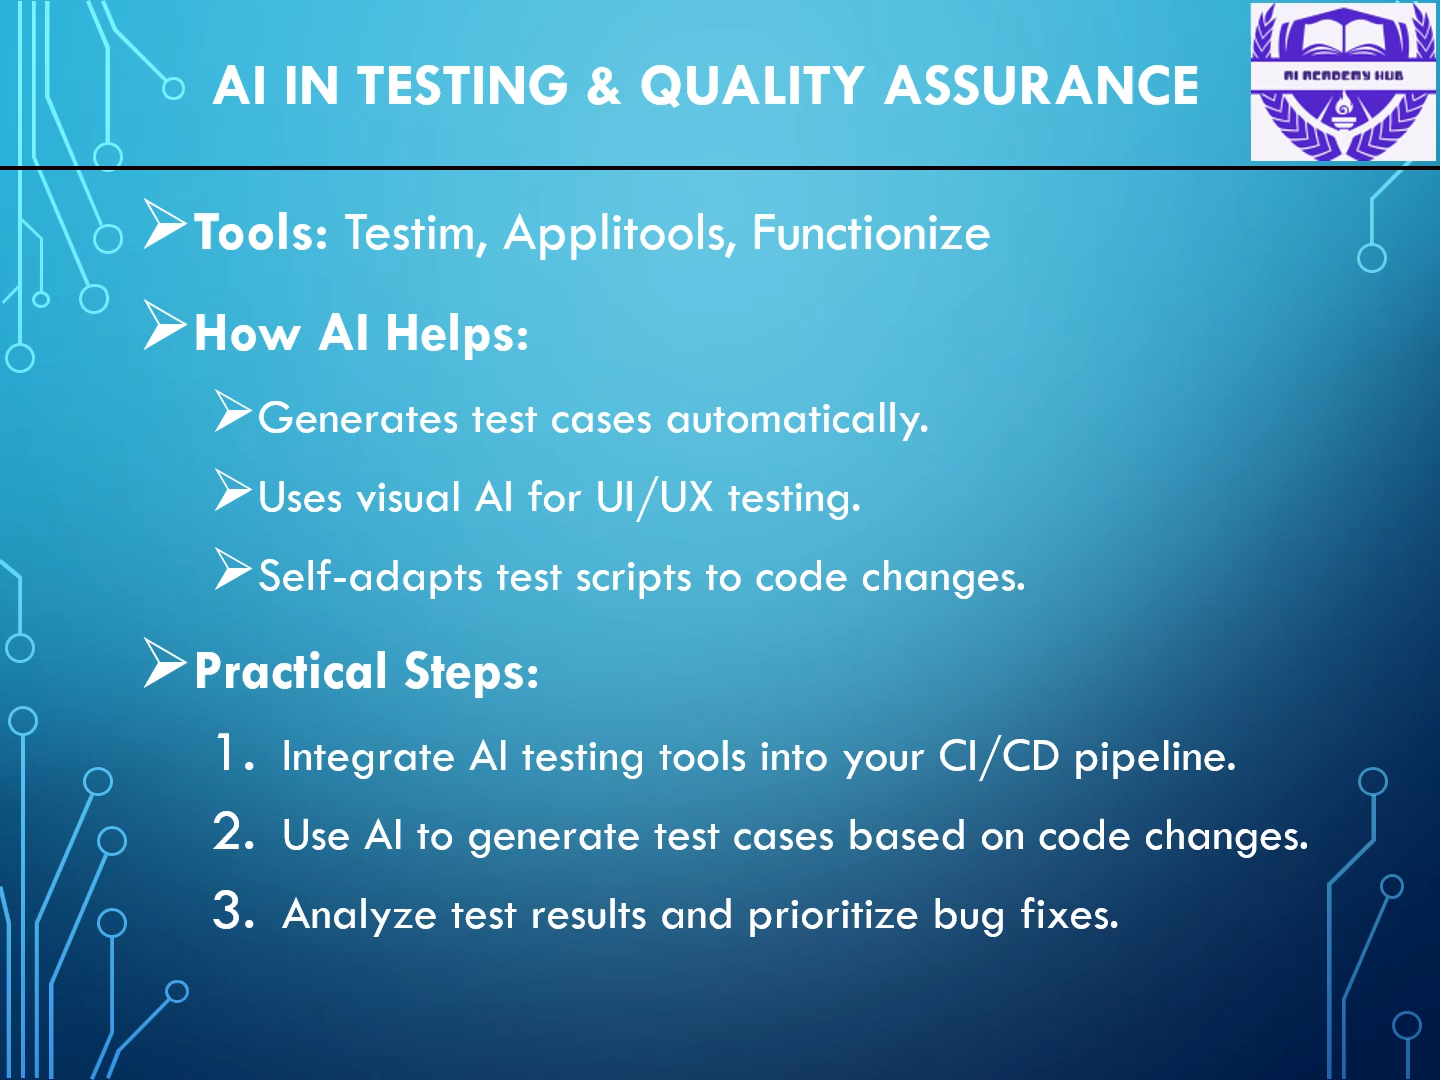 AI IN TESTING & QUALITY ASSURANCE
AI ACADEMY HUB
Tools: Testim, Applitools, Functionize
How AI Helps:
Generates test cases automatically.
Uses visual AI for UI/UX testing.
Self-adapts test scripts to code changes.
Practical Steps:
1. Integrate AI testing tools into your CI/CD pipeline.
2. Use AI to generate test cases based on code changes.
3. Analyze test results and prioritize bug fixes.